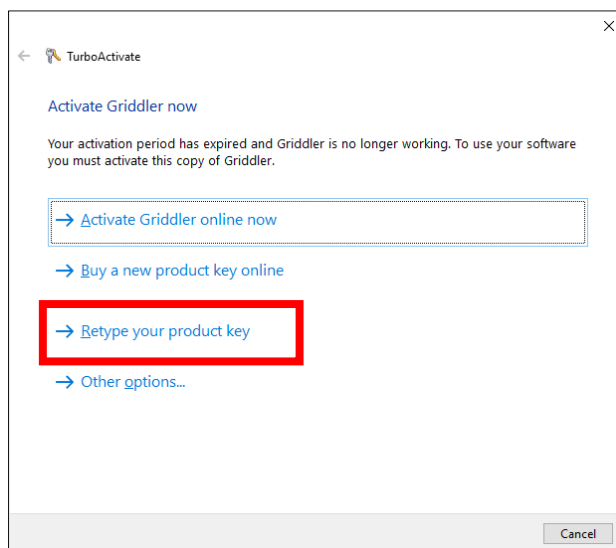 TurboActivate
Activate Griddler now
Your activation period has expired and Griddler is no longer working. To use your software
you must activate this copy of Griddler.
Activate Griddler online now
Buy a new product key online
Retype your product key
Other options...
Cancel